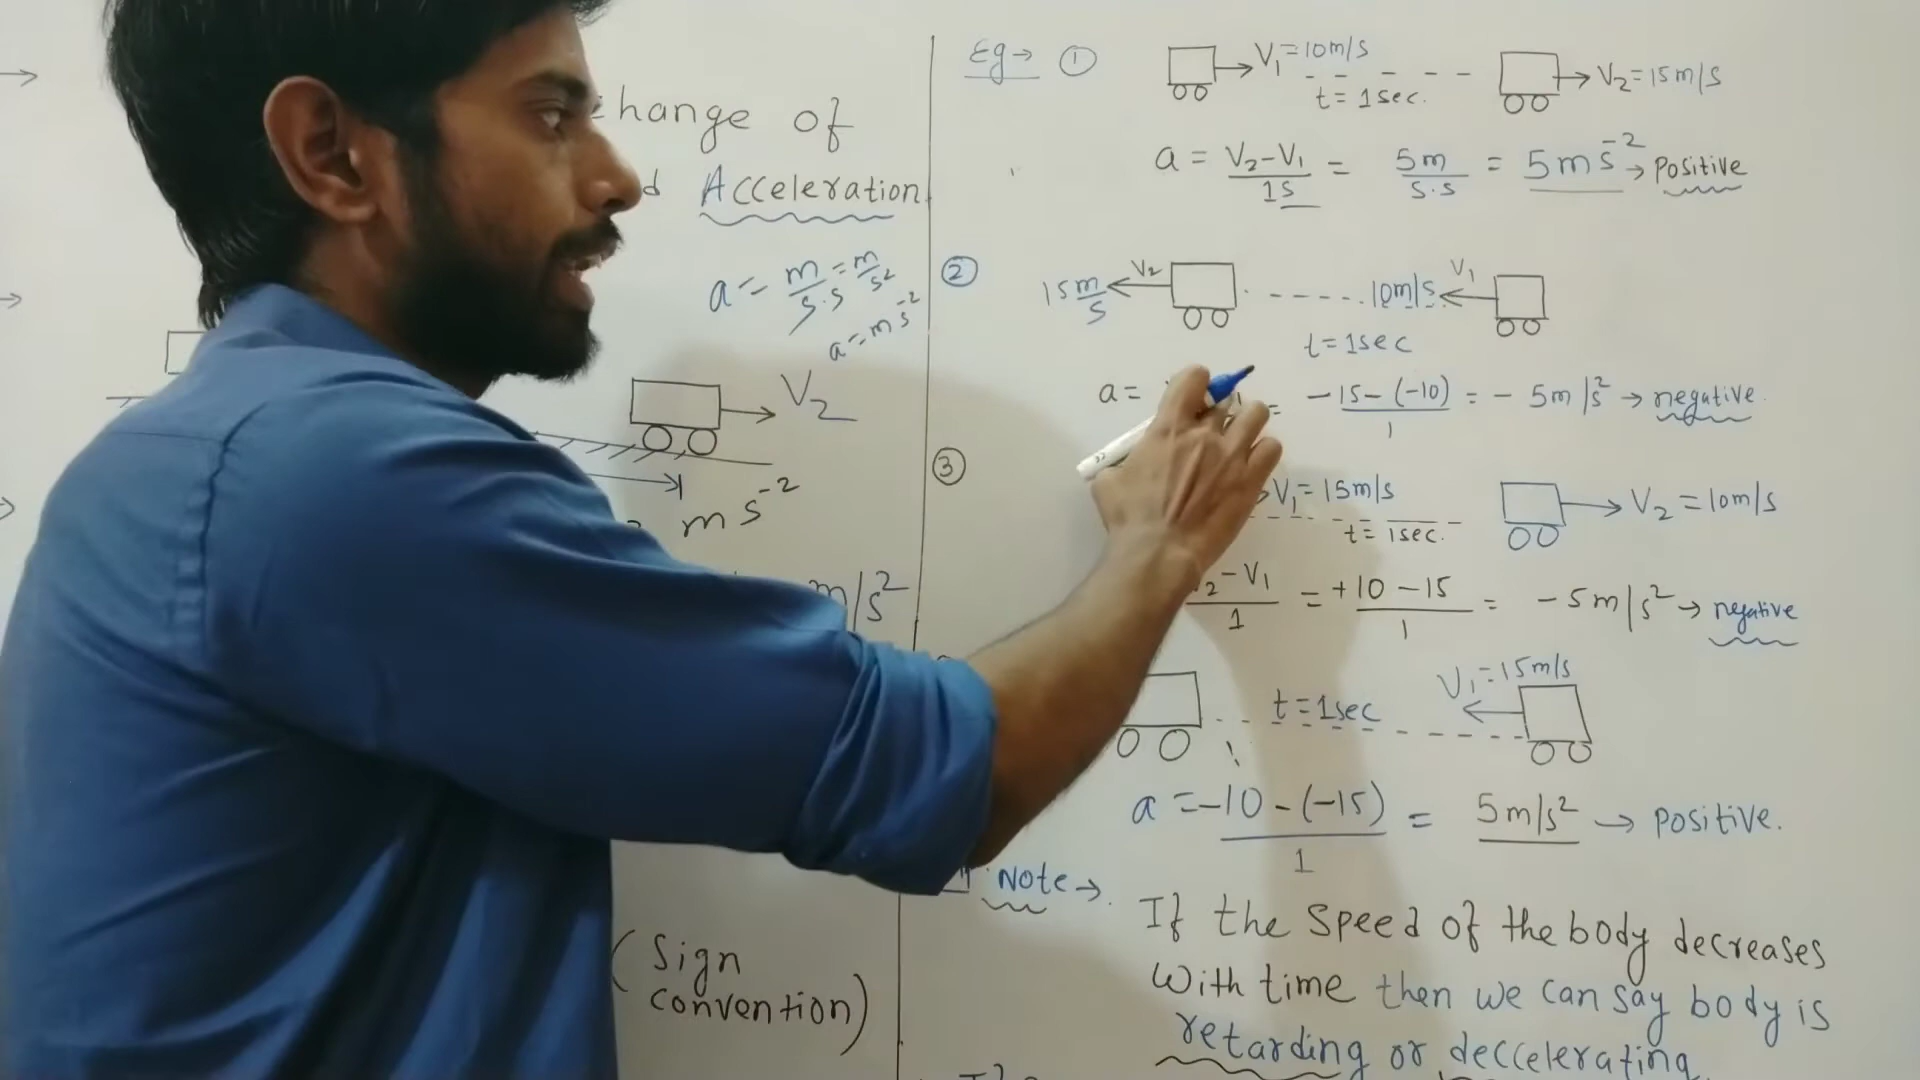 hange of
Acceleration
a = m/s.s = m/s²
a = m s⁻²
V₂
m s⁻²
m/s²
(Sign
convention)
Eg → ①
V₁ = 10m/s
t = 1sec.
V₂ = 15m/s
a = V₂-V₁/1s = 5m/s.s = 5m s⁻² → positive
②
15 m/s
V₂
10m/s
V₁
t = 1sec
a =
= -15-(-10)/1 = - 5m/s² → negative.
③
V₁ = 15m/s
t = 1sec.
V₂ = 10m/s
₂ - V₁/1 = +10 - 15/1 = - 5m/s² → negative
t = 1sec
V₁ = 15m/s
a = -10 - (-15)/1 = 5m/s² → positive.
Note →
If the speed of the body decreases
with time then we can say body is
retarding or deccelerating.